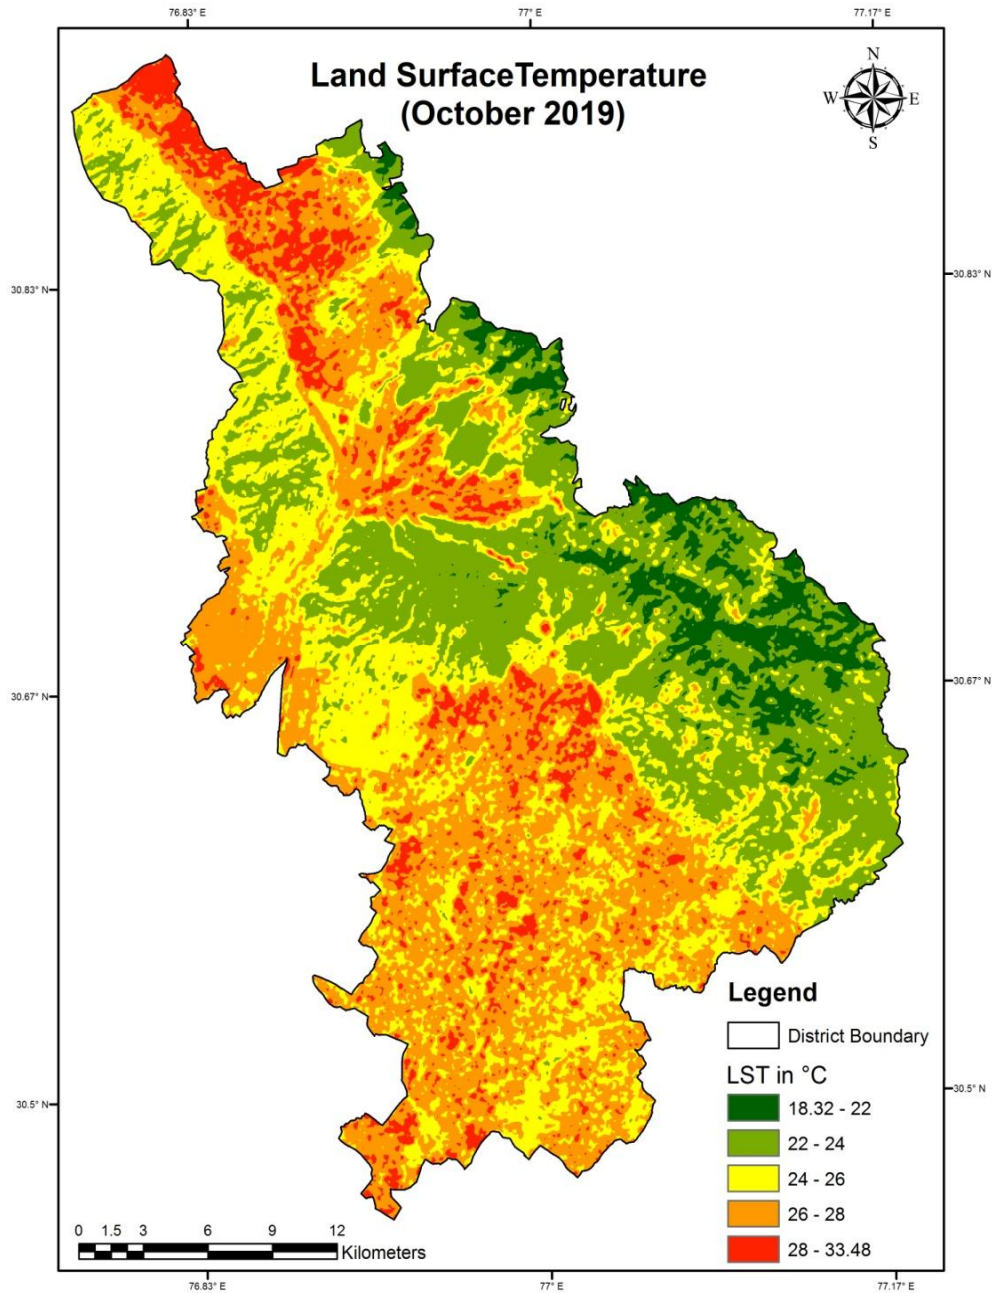 76.83° E
77° E
77.17° E
Land SurfaceTemperature
(October 2019)
N
W
E
S
30.83° N
30.83° N
30.67° N
30.67° N
Legend
District Boundary
LST in °C
30.5° N
30.5° N
18.32 - 22
22 - 24
24 - 26
26 - 28
28 - 33.48
0 1.5 3 6 9 12
Kilometers
76.83° E
77° E
77.17° E